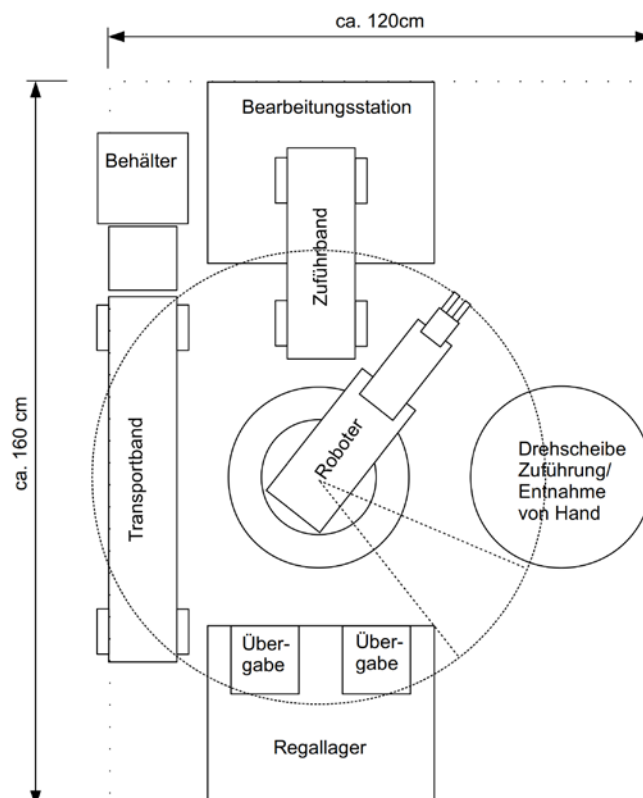 ca. 120cm
Bearbeitungsstation
Behälter
Zuführband
ca. 160 cm
Transportband
Roboter
Drehscheibe
Zuführung/
Entnahme
von Hand
Über-
gabe
Über-
gabe
Regallager